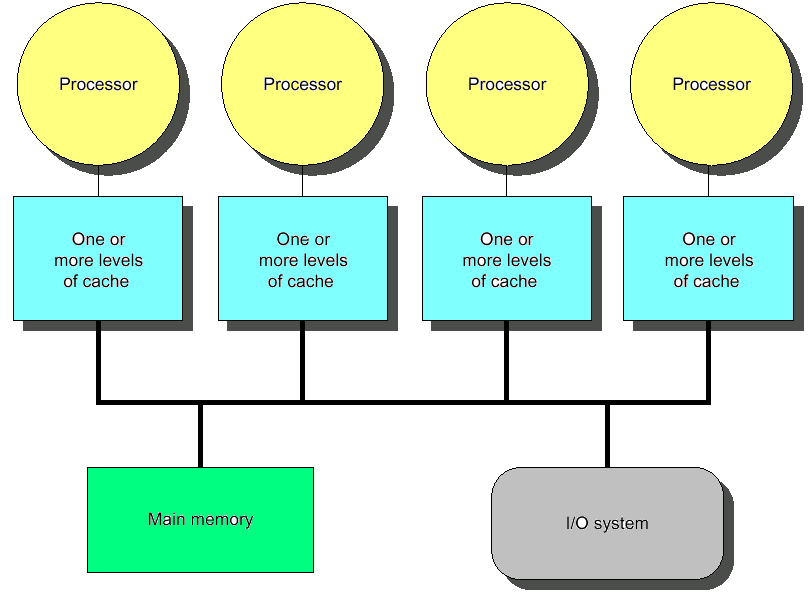 Processor
Processor
Processor
Processor
One or
more levels
of cache
One or
more levels
of cache
One or
more levels
of cache
One or
more levels
of cache
Main memory
I/O system